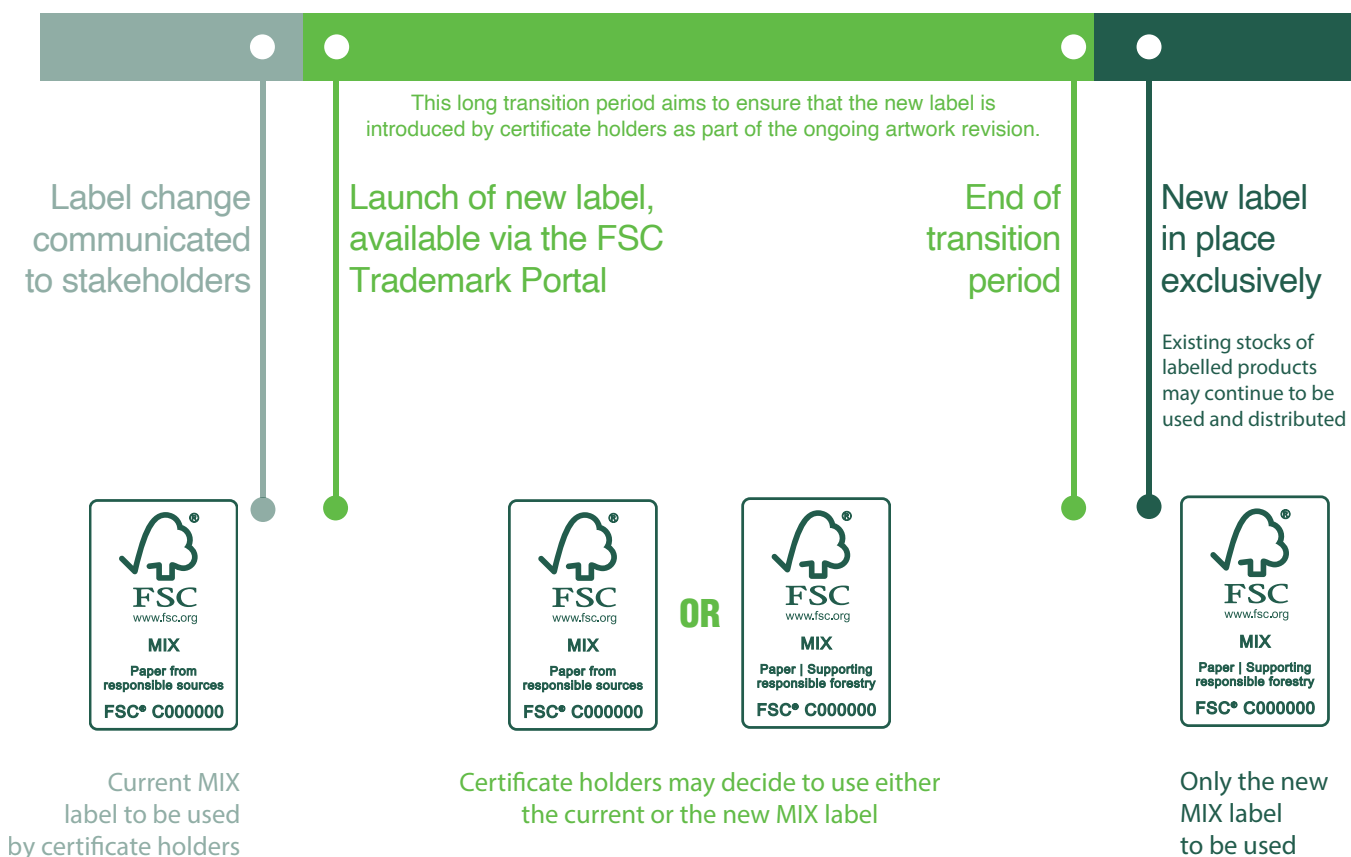 This long transition period aims to ensure that the new label is
introduced by certificate holders as part of the ongoing artwork revision.
Label change
communicated
to stakeholders
Launch of new label,
available via the FSC
Trademark Portal
End of
transition
period
New label
in place
exclusively
Existing stocks of
labelled products
may continue to be
used and distributed
®
FSC
www.fsc.org
MIX
Paper from
responsible sources
FSC® C000000
®
FSC
www.fsc.org
MIX
Paper from
responsible sources
FSC® C000000
OR
®
FSC
www.fsc.org
MIX
Paper | Supporting
responsible forestry
FSC® C000000
®
FSC
www.fsc.org
MIX
Paper | Supporting
responsible forestry
FSC® C000000
Current MIX
label to be used
by certificate holders
Certificate holders may decide to use either
the current or the new MIX label
Only the new
MIX label
to be used